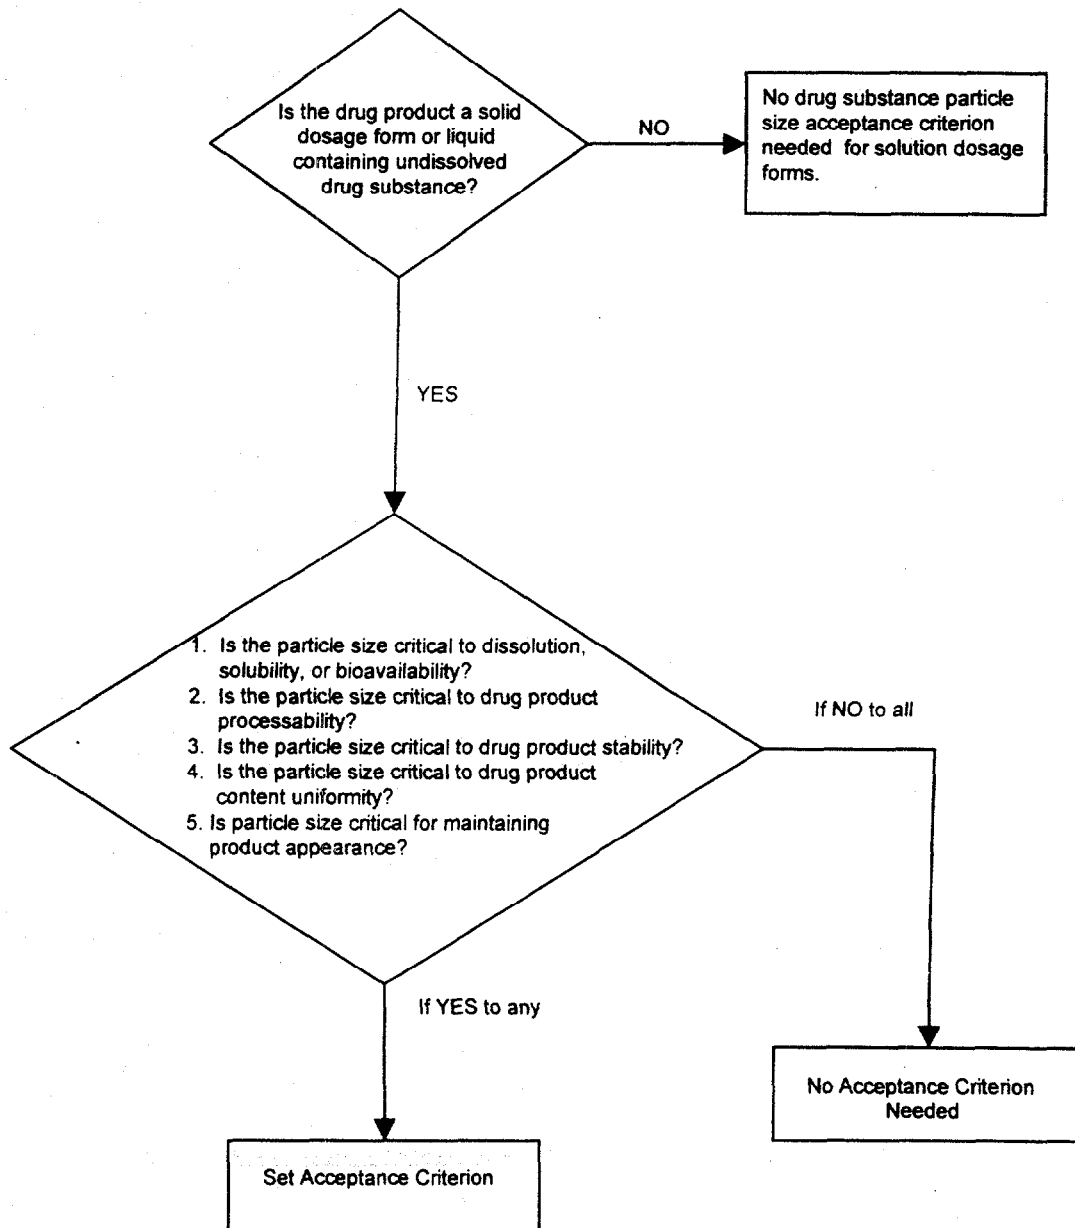 Is the drug product a solid
dosage form or liquid
containing undissolved
drug substance?
NO
No drug substance particle
size acceptance criterion
needed for solution dosage
forms.
YES
1. Is the particle size critical to dissolution,
solubility, or bioavailability?
2. Is the particle size critical to drug product
processability?
3. Is the particle size critical to drug product stability?
4. Is the particle size critical to drug product
content uniformity?
5. Is particle size critical for maintaining
product appearance?
If NO to all
If YES to any
No Acceptance Criterion
Needed
Set Acceptance Criterion